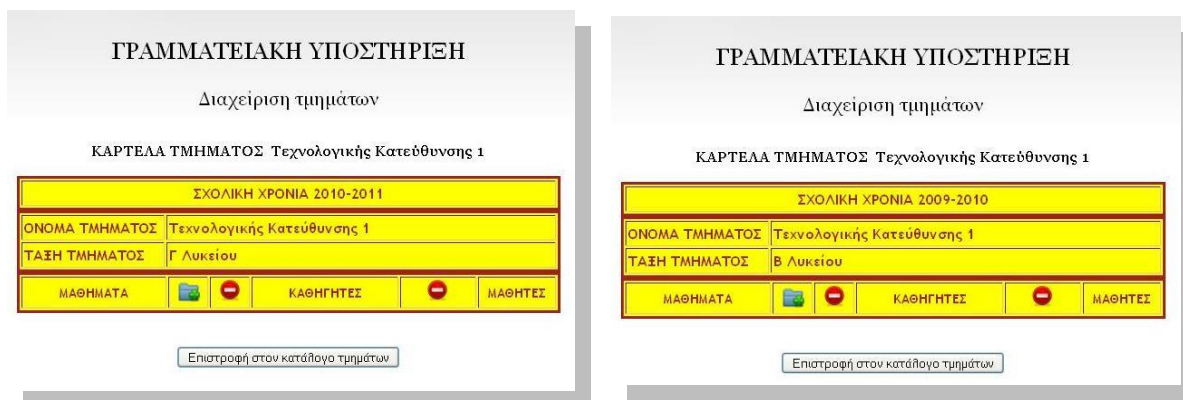 ΓΡΑΜΜΑΤΕΙΑΚΗ ΥΠΟΣΤΗΡΙΞΗ
Διαχείριση τμημάτων
ΚΑΡΤΕΛΑ ΤΜΗΜΑΤΟΣ Τεχνολογικής Κατεύθυνσης 1
ΣΧΟΛΙΚΗ ΧΡΟΝΙΑ 2010-2011
ΟΝΟΜΑ ΤΜΗΜΑΤΟΣ Τεχνολογικής Κατεύθυνσης 1
ΤΑΞΗ ΤΜΗΜΑΤΟΣ Γ Λυκείου
ΜΑΘΗΜΑΤΑ ΚΑΘΗΓΗΤΕΣ ΜΑΘΗΤΕΣ
Επιστροφή στον κατάλογο τμημάτων
ΓΡΑΜΜΑΤΕΙΑΚΗ ΥΠΟΣΤΗΡΙΞΗ
Διαχείριση τμημάτων
ΚΑΡΤΕΛΑ ΤΜΗΜΑΤΟΣ Τεχνολογικής Κατεύθυνσης 1
ΣΧΟΛΙΚΗ ΧΡΟΝΙΑ 2009-2010
ΟΝΟΜΑ ΤΜΗΜΑΤΟΣ Τεχνολογικής Κατεύθυνσης 1
ΤΑΞΗ ΤΜΗΜΑΤΟΣ Β Λυκείου
ΜΑΘΗΜΑΤΑ ΚΑΘΗΓΗΤΕΣ ΜΑΘΗΤΕΣ
Επιστροφή στον κατάλογο τμημάτων